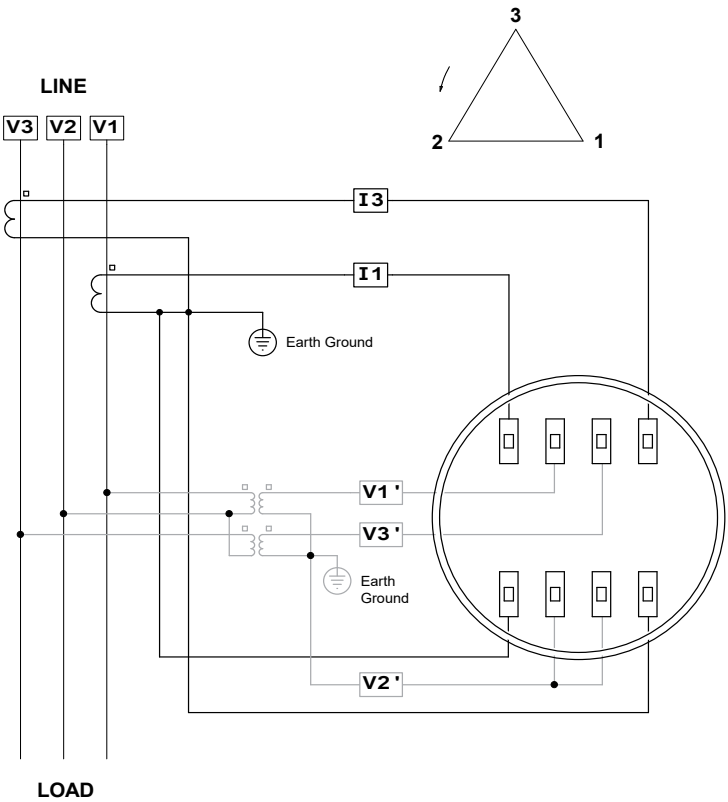 3
2
1
LINE
V3
V2
V1
I3
I1
Earth Ground
V1 '
V3 '
Earth
Ground
V2 '
LOAD